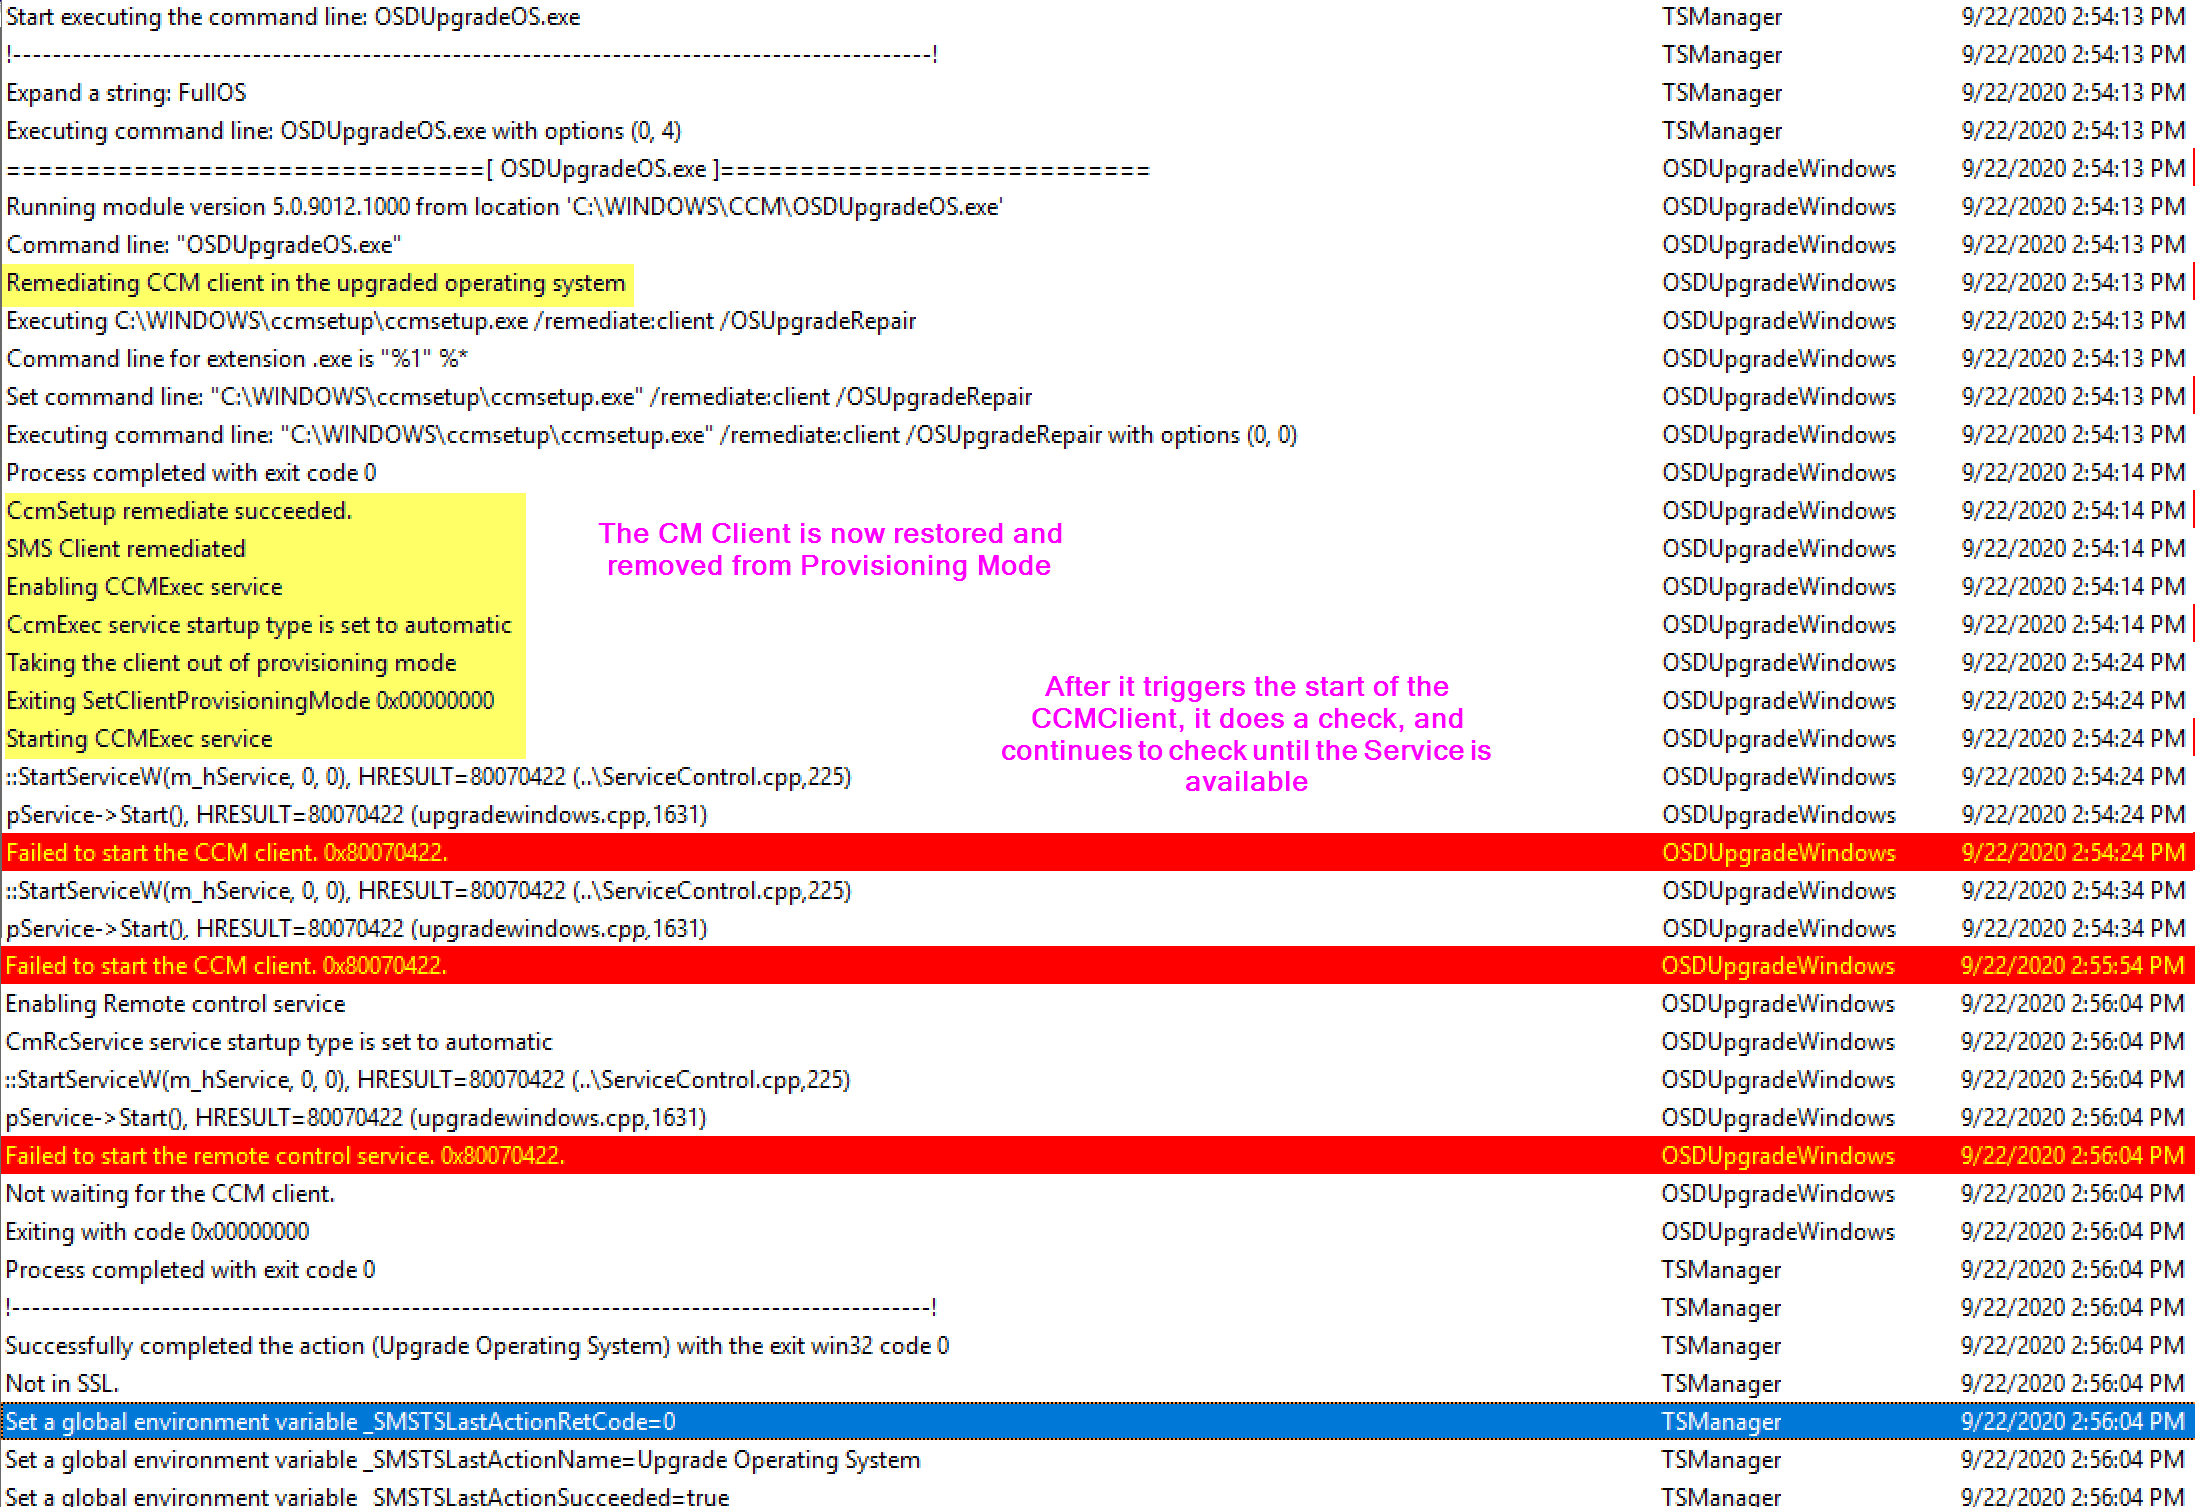 Start executing the command line: OSDUpgradeOS.exe TSManager 9/22/2020 2:54:13 PM
!--------------------------------------------------------------------------------------------! TSManager 9/22/2020 2:54:13 PM
Expand a string: FullOS TSManager 9/22/2020 2:54:13 PM
Executing command line: OSDUpgradeOS.exe with options (0, 4) TSManager 9/22/2020 2:54:13 PM
==============================[ OSDUpgradeOS.exe ]=========================== OSDUpgradeWindows 9/22/2020 2:54:13 PM
Running module version 5.0.9012.1000 from location 'C:\WINDOWS\CCM\OSDUpgradeOS.exe' OSDUpgradeWindows 9/22/2020 2:54:13 PM
Command line: "OSDUpgradeOS.exe" OSDUpgradeWindows 9/22/2020 2:54:13 PM
Remediating CCM client in the upgraded operating system OSDUpgradeWindows 9/22/2020 2:54:13 PM
Executing C:\WINDOWS\ccmsetup\ccmsetup.exe /remediate:client /OSUpgradeRepair OSDUpgradeWindows 9/22/2020 2:54:13 PM
Command line for extension .exe is "%1" %* OSDUpgradeWindows 9/22/2020 2:54:13 PM
Set command line: "C:\WINDOWS\ccmsetup\ccmsetup.exe" /remediate:client /OSUpgradeRepair OSDUpgradeWindows 9/22/2020 2:54:13 PM
Executing command line: "C:\WINDOWS\ccmsetup\ccmsetup.exe" /remediate:client /OSUpgradeRepair with options (0, 0) OSDUpgradeWindows 9/22/2020 2:54:13 PM
Process completed with exit code 0 OSDUpgradeWindows 9/22/2020 2:54:14 PM
CcmSetup remediate succeeded. OSDUpgradeWindows 9/22/2020 2:54:14 PM
The CM Client is now restored and
removed from Provisioning Mode
SMS Client remediated OSDUpgradeWindows 9/22/2020 2:54:14 PM
Enabling CCMExec service OSDUpgradeWindows 9/22/2020 2:54:14 PM
CcmExec service startup type is set to automatic OSDUpgradeWindows 9/22/2020 2:54:14 PM
Taking the client out of provisioning mode OSDUpgradeWindows 9/22/2020 2:54:24 PM
After it triggers the start of the
CCMClient, it does a check, and
continues to check until the Service is
available
Exiting SetClientProvisioningMode 0x00000000 OSDUpgradeWindows 9/22/2020 2:54:24 PM
Starting CCMExec service OSDUpgradeWindows 9/22/2020 2:54:24 PM
::StartServiceW(m_hService, 0, 0), HRESULT=80070422 (..\ServiceControl.cpp,225) OSDUpgradeWindows 9/22/2020 2:54:24 PM
pService->Start(), HRESULT=80070422 (upgradewindows.cpp,1631) OSDUpgradeWindows 9/22/2020 2:54:24 PM
Failed to start the CCM client. 0x80070422. OSDUpgradeWindows 9/22/2020 2:54:24 PM
::StartServiceW(m_hService, 0, 0), HRESULT=80070422 (..\ServiceControl.cpp,225) OSDUpgradeWindows 9/22/2020 2:54:34 PM
pService->Start(), HRESULT=80070422 (upgradewindows.cpp,1631) OSDUpgradeWindows 9/22/2020 2:54:34 PM
Failed to start the CCM client. 0x80070422. OSDUpgradeWindows 9/22/2020 2:55:54 PM
Enabling Remote control service OSDUpgradeWindows 9/22/2020 2:56:04 PM
CmRcService service startup type is set to automatic OSDUpgradeWindows 9/22/2020 2:56:04 PM
::StartServiceW(m_hService, 0, 0), HRESULT=80070422 (..\ServiceControl.cpp,225) OSDUpgradeWindows 9/22/2020 2:56:04 PM
pService->Start(), HRESULT=80070422 (upgradewindows.cpp,1631) OSDUpgradeWindows 9/22/2020 2:56:04 PM
Failed to start the remote control service. 0x80070422. OSDUpgradeWindows 9/22/2020 2:56:04 PM
Not waiting for the CCM client. OSDUpgradeWindows 9/22/2020 2:56:04 PM
Exiting with code 0x00000000 OSDUpgradeWindows 9/22/2020 2:56:04 PM
Process completed with exit code 0 TSManager 9/22/2020 2:56:04 PM
!--------------------------------------------------------------------------------------------! TSManager 9/22/2020 2:56:04 PM
Successfully completed the action (Upgrade Operating System) with the exit win32 code 0 TSManager 9/22/2020 2:56:04 PM
Not in SSL. TSManager 9/22/2020 2:56:04 PM
Set a global environment variable _SMSTSLastActionRetCode=0 TSManager 9/22/2020 2:56:04 PM
Set a global environment variable _SMSTSLastActionName=Upgrade Operating System TSManager 9/22/2020 2:56:04 PM
Set a global environment variable _SMSTSLastActionSucceeded=true TSManager 9/22/2020 2:56:04 PM